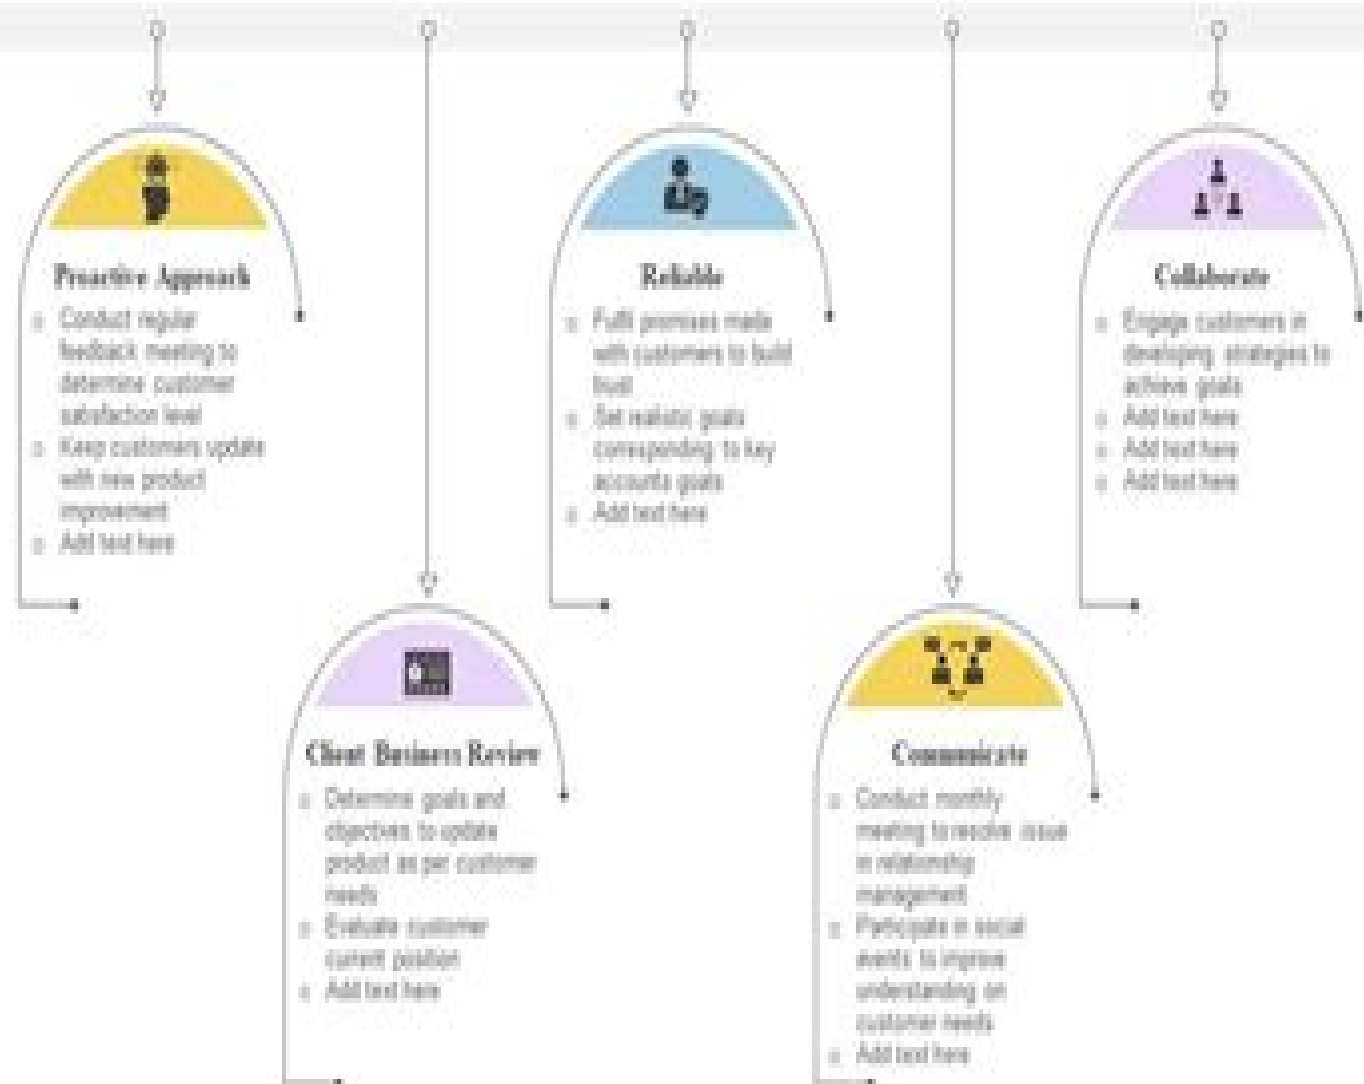 Proactive Approach
Conduct regular
feedback meeting to
determine customer
satisfaction level
Keep customers update
with new product
improvement
Add text here
Client Business Review
Determine goals and
objectives to update
product as per customer
needs
Evaluate customer
current position
Add text here
Reliable
Fulfil promises made
with customers to build
trust
Set realistic goals
corresponding to key
accounts goals
Add text here
Communicate
Conduct monthly
meeting to resolve issue
in relationship
management
Participate in social
events to improve
understanding on
customer needs
Add text here
Collaborate
Engage customers in
developing strategies to
achieve goals
Add text here
Add text here
Add text here